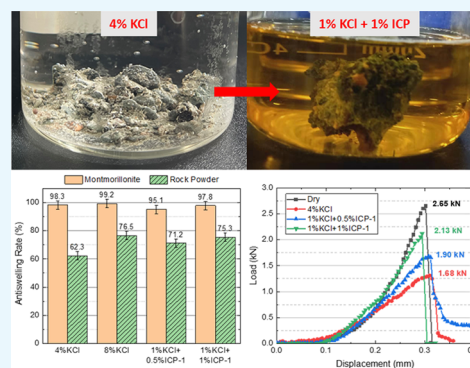 4% KCl
1% KCl + 1% ICP
Montmorillonite
Rock Powder
Antiswelling Rate (%)
100
80
60
40
20
0
98.3
62.3
99.2
76.5
95.1
71.2
97.8
75.3
4%KCl
8%KCl
1%KCl+
0.5%ICP-1
1%KCl+
1%ICP-1
Load (kN)
3.0
2.5
2.0
1.5
1.0
0.5
0.0
Dry
4%KCl
1%KCl+0.5%ICP-1
1%KCl+1%ICP-1
2.65 kN
2.13 kN
1.90 kN
1.68 kN
0.0
0.1
0.2
0.3
Displacement (mm)